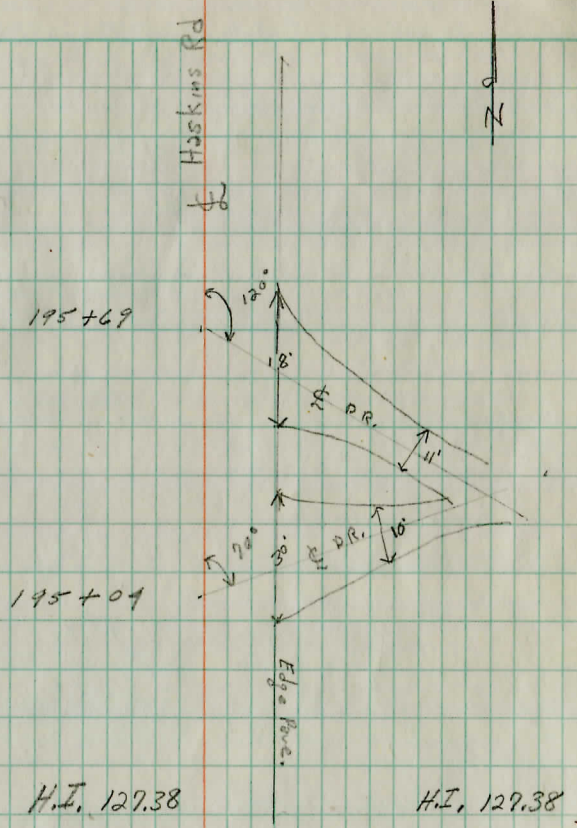 Haskins Rd
℄
N
195+69
120°
18'
℄ DR.
11'
70°
30'
℄ DR.
10'
195+09
Edge Pave.
H.I. 127.38
H.I. 127.38